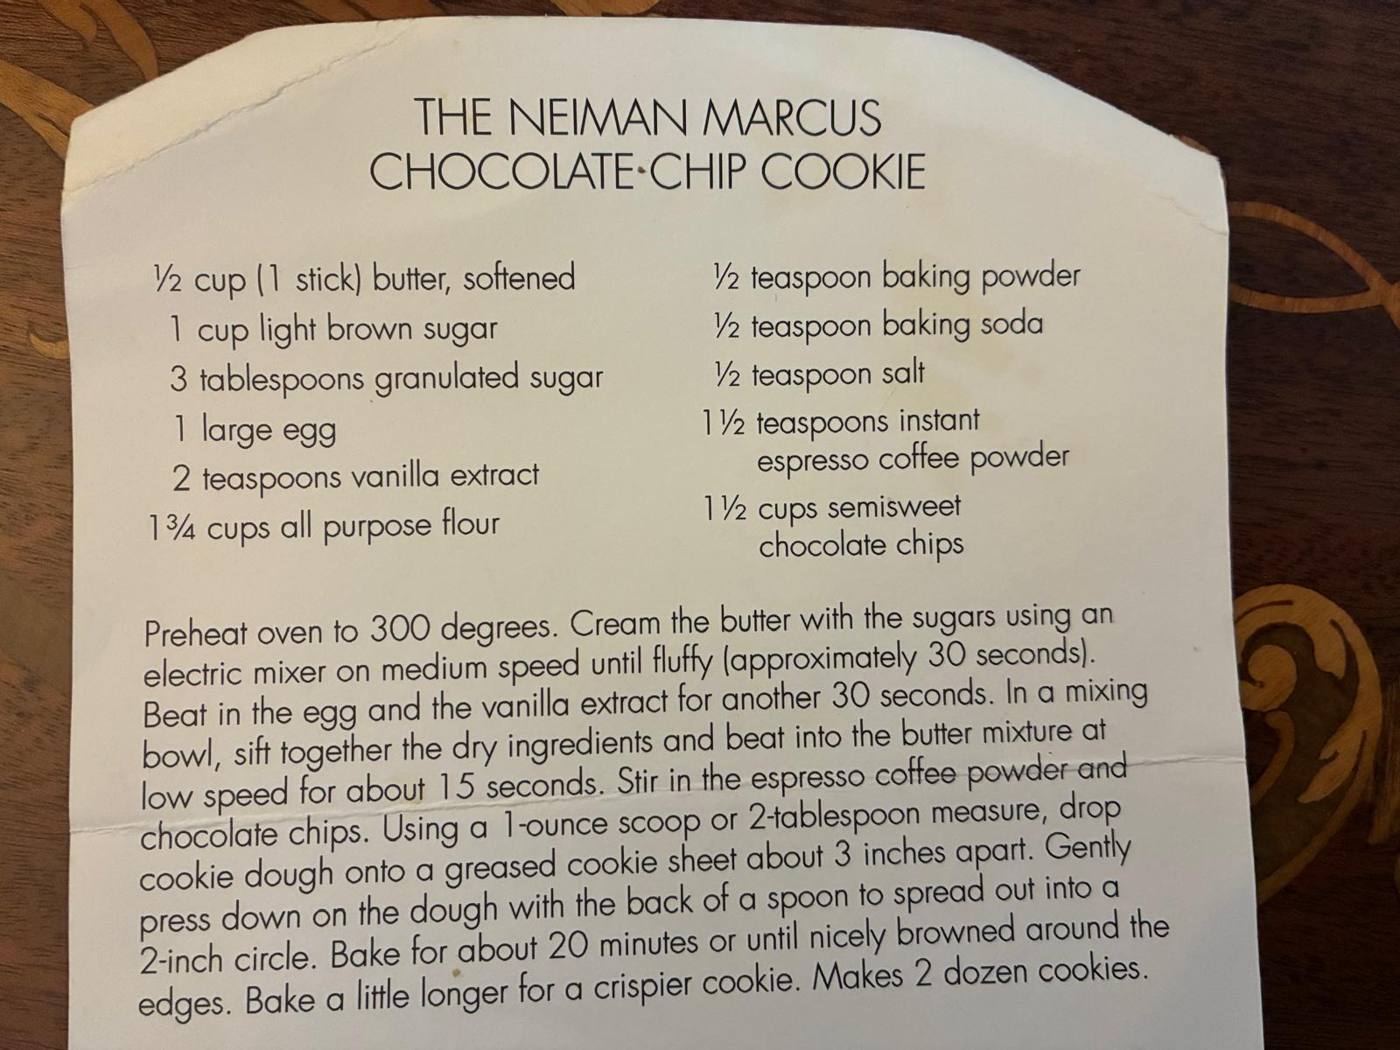 THE NEIMAN MARCUS
CHOCOLATE·CHIP COOKIE
½ cup (1 stick) butter, softened
1 cup light brown sugar
3 tablespoons granulated sugar
1 large egg
2 teaspoons vanilla extract
1¾ cups all purpose flour
½ teaspoon baking powder
½ teaspoon baking soda
½ teaspoon salt
1½ teaspoons instant
espresso coffee powder
1½ cups semisweet
chocolate chips
Preheat oven to 300 degrees. Cream the butter with the sugars using an
electric mixer on medium speed until fluffy (approximately 30 seconds).
Beat in the egg and the vanilla extract for another 30 seconds. In a mixing
bowl, sift together the dry ingredients and beat into the butter mixture at
low speed for about 15 seconds. Stir in the espresso coffee powder and
chocolate chips. Using a 1-ounce scoop or 2-tablespoon measure, drop
cookie dough onto a greased cookie sheet about 3 inches apart. Gently
press down on the dough with the back of a spoon to spread out into a
2-inch circle. Bake for about 20 minutes or until nicely browned around the
edges. Bake a little longer for a crispier cookie. Makes 2 dozen cookies.